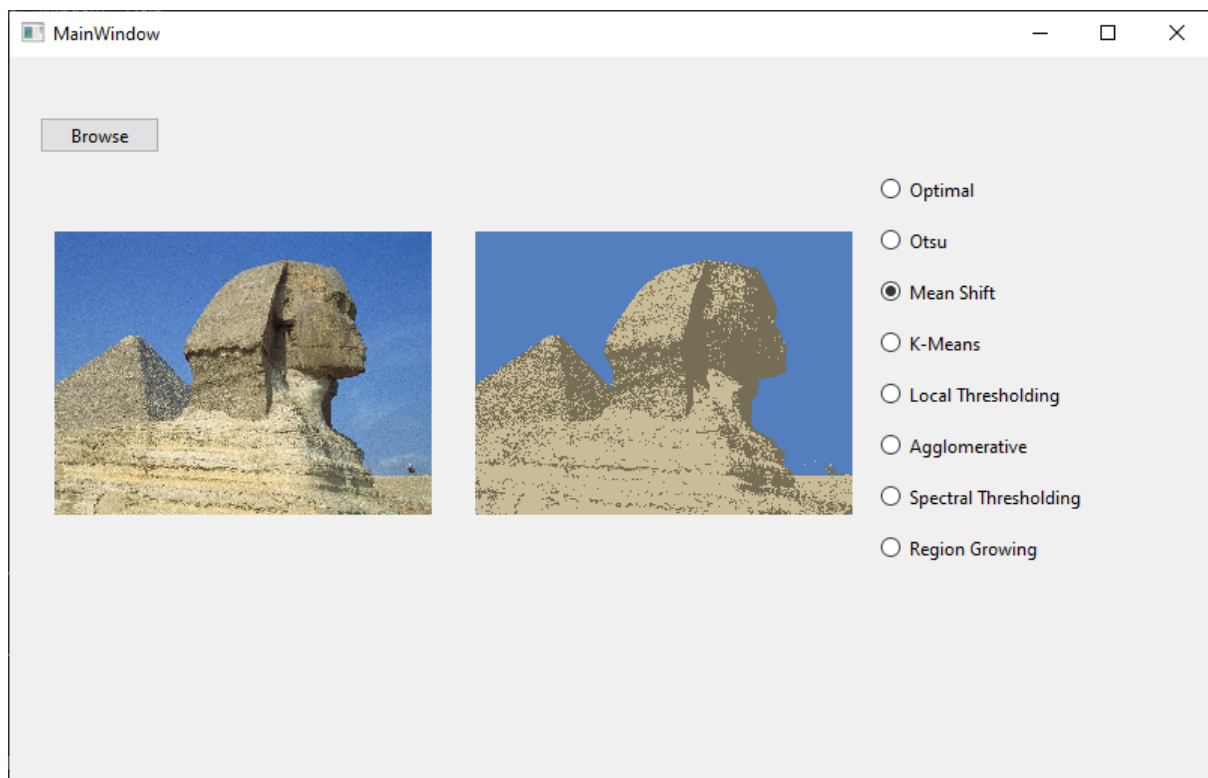 MainWindow
Browse
Optimal
Otsu
Mean Shift
K-Means
Local Thresholding
Agglomerative
Spectral Thresholding
Region Growing